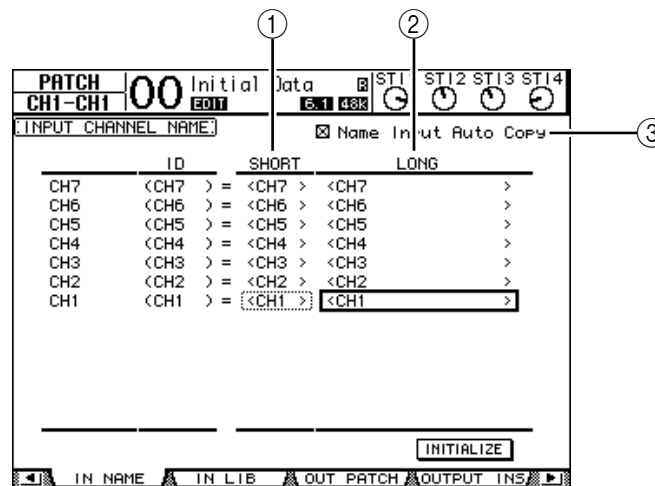 1 2
PATCH 00 Initial Data R ST1 ST12 ST13 ST14
CH1-CH1 EDIT 6.1 48K
INPUT CHANNEL NAME Name Input Auto Copy 3
ID SHORT LONG
CH7 (CH7 ) = <CH7 > <CH7 >
CH6 (CH6 ) = <CH6 > <CH6 >
CH5 (CH5 ) = <CH5 > <CH5 >
CH4 (CH4 ) = <CH4 > <CH4 >
CH3 (CH3 ) = <CH3 > <CH3 >
CH2 (CH2 ) = <CH2 > <CH2 >
CH1 (CH1 ) = <CH1 > <CH1 >
INITIALIZE
IN NAME IN LIB OUT PATCH OUTPUT INS